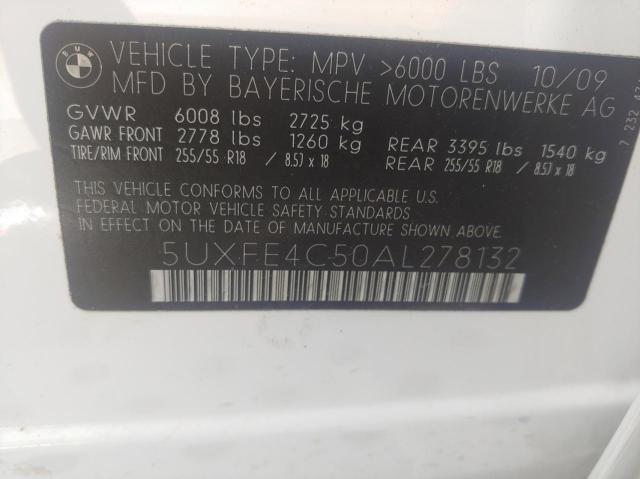 BMW
VEHICLE TYPE: MPV >6000 LBS 10/09
MFD BY BAYERISCHE MOTORENWERKE AG
GVWR 6008 lbs 2725 kg
GAWR FRONT 2778 lbs 1260 kg REAR 3395 lbs 1540 kg
TIRE/RIM FRONT 255/55 R18 / 8.5J x 18 REAR 255/55 R18 / 8.5J x 18
THIS VEHICLE CONFORMS TO ALL APPLICABLE U.S.
FEDERAL MOTOR VEHICLE SAFETY STANDARDS
IN EFFECT ON THE DATE OF MANUFACTURE SHOWN ABOVE.
5UXFE4C50AL278132
7 232